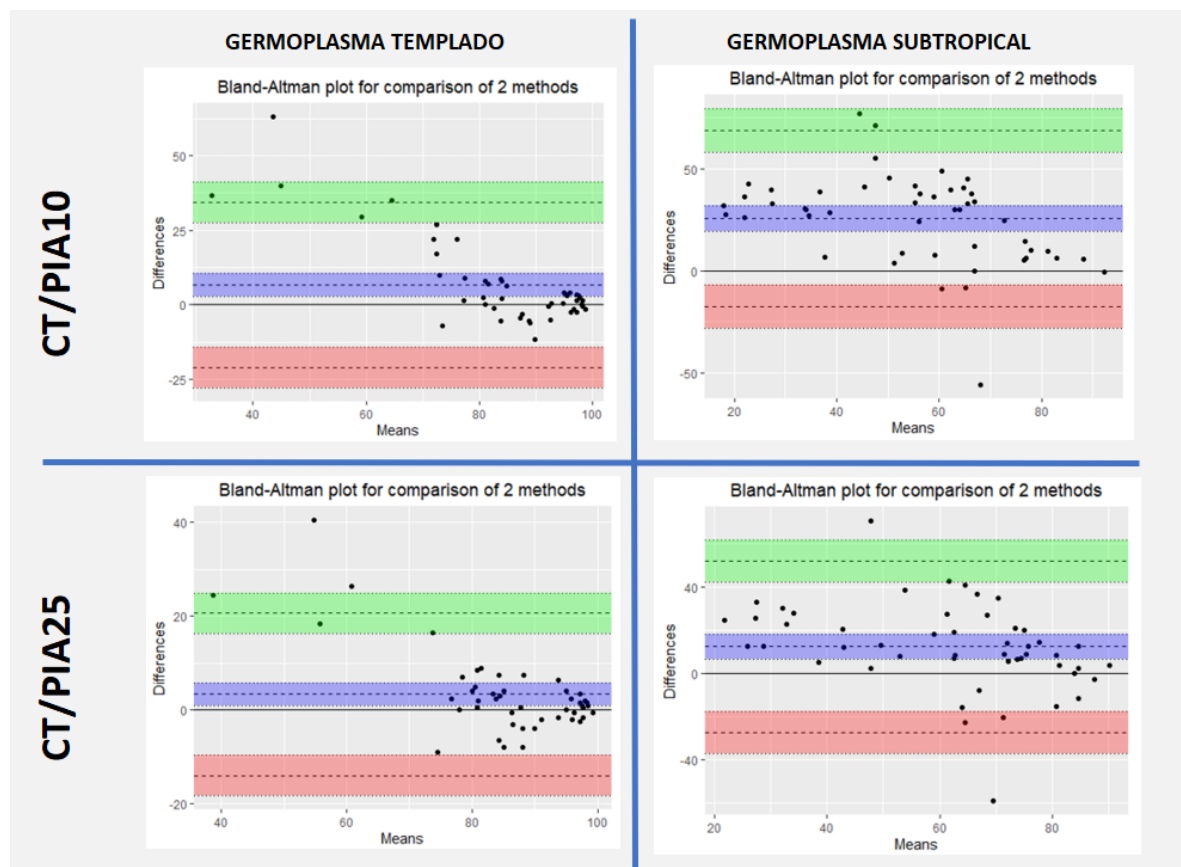 GERMOPLASMA TEMPLADO
GERMOPLASMA SUBTROPICAL
CT/PIA10
Bland-Altman plot for comparison of 2 methods
Differences
50
25
0
-25
40
60
80
100
Means
Bland-Altman plot for comparison of 2 methods
Differences
50
0
-50
20
40
60
80
Means
CT/PIA25
Bland-Altman plot for comparison of 2 methods
Differences
40
20
0
-20
40
60
80
100
Means
Bland-Altman plot for comparison of 2 methods
Differences
40
0
-40
20
40
60
80
Means